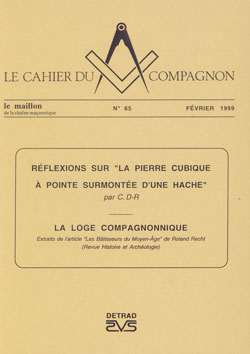 LE CAHIER DU COMPAGNON
le maillon N° 65 FÉVRIER 1999
de la chaîne maçonnique
RÉFLEXIONS SUR "LA PIERRE CUBIQUE
À POINTE SURMONTÉE D'UNE HACHE"
par C. D-R
LA LOGE COMPAGNONNIQUE
Extraits de l'article "Les Bâtisseurs du Moyen-Âge" de Roland Recht
(Revue Histoire et Archéologie)
DETRAD
AVS